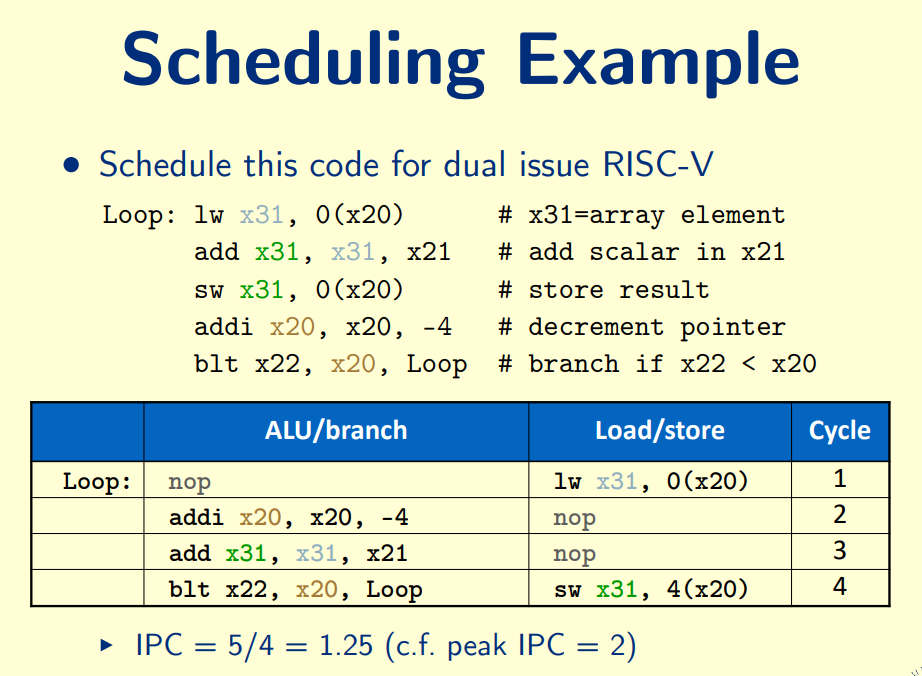 Scheduling Example
• Schedule this code for dual issue RISC-V
Loop: lw x31, 0(x20) # x31=array element
add x31, x31, x21 # add scalar in x21
sw x31, 0(x20) # store result
addi x20, x20, -4 # decrement pointer
blt x22, x20, Loop # branch if x22 < x20
ALU/branch Load/store Cycle
Loop: nop lw x31, 0(x20) 1
addi x20, x20, -4 nop 2
add x31, x31, x21 nop 3
blt x22, x20, Loop sw x31, 4(x20) 4
▸ IPC = 5/4 = 1.25 (c.f. peak IPC = 2)